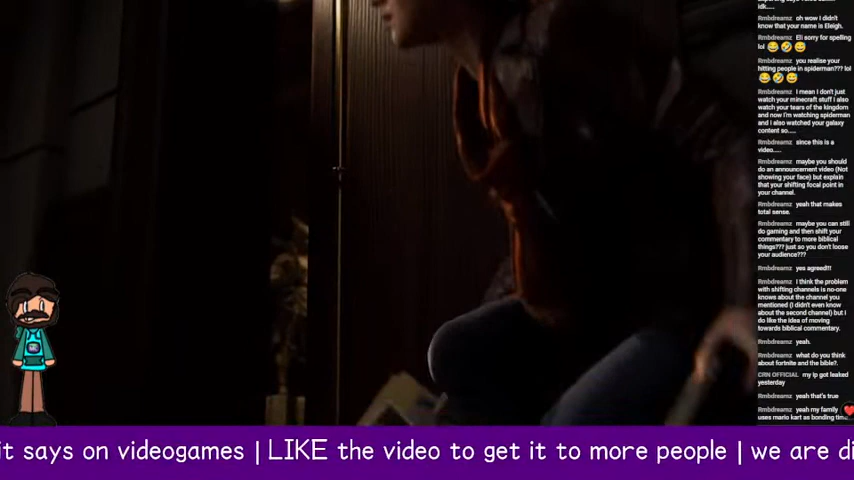 idk.....
Rmbdreamz oh wow I didn't
know that your name is Eleigh.
Rmbdreamz Eli sorry for spelling
lol 😂🤣😅
Rmbdreamz you realise your
hitting people in spiderman??? lol
😂🤣😅
Rmbdreamz I mean I don't just
watch your minecraft stuff I also
watch your tears of the kingdom
and now I'm watching spiderman
and I also watched your galaxy
content so.....
Rmbdreamz since this is a
video.....
Rmbdreamz maybe you should
do an announcement video (Not
showing your face) but explain
that your shifting focal point in
your channel.
Rmbdreamz yeah that makes
total sense.
Rmbdreamz maybe you can still
do gaming and then shift your
commentary to more biblical
things??? just so you don't loose
your audience???
Rmbdreamz yes agreed!!!
Rmbdreamz I think the problem
with shifting channels is no-one
knows about the channel you
mentioned (I didn't even know
about the second channel) but i
do like the idea of moving
towards biblical commentary.
Rmbdreamz yeah.
Rmbdreamz what do you think
about fortnite and the bible?.
CRN OFFICIAL my ip got leaked
yesterday
Rmbdreamz yeah that's true
Rmbdreamz yeah my family
uses mario kart as bonding time
it says on videogames | LIKE the video to get it to more people | we are di